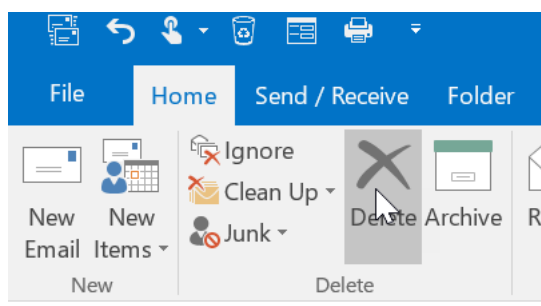 File Home Send / Receive Folder
Ignore
Clean Up
Junk
New Email
New Items
Delete
Archive
R
New
Delete